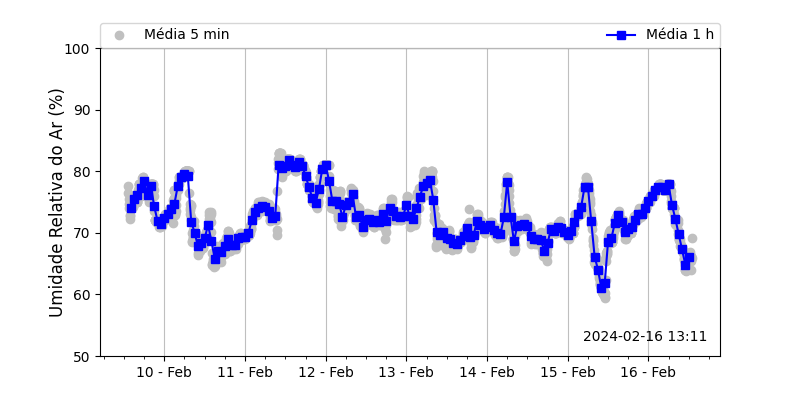 Média 5 min
Média 1 h
100
90
80
70
60
50
Umidade Relativa do Ar (%)
2024-02-16 13:11
10 - Feb
11 - Feb
12 - Feb
13 - Feb
14 - Feb
15 - Feb
16 - Feb